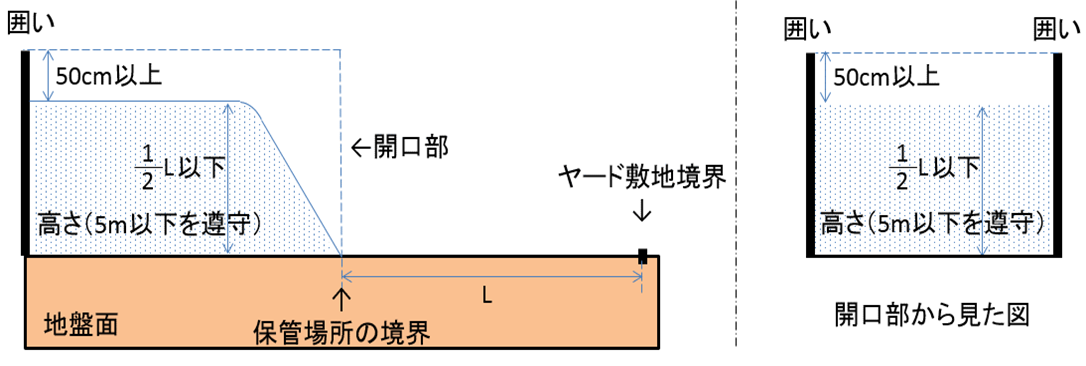 囲い
50cm以上
←開口部
1/2 L以下
高さ(5m以下を遵守)
ヤード敷地境界
↓
L
↑
地盤面
保管場所の境界
囲い
囲い
50cm以上
1/2 L以下
高さ(5m以下を遵守)
開口部から見た図